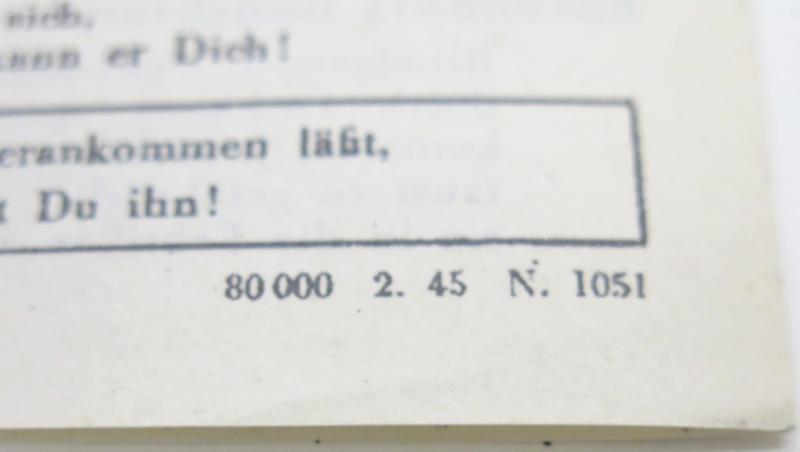 sich.
kann er Dich!
erankommen läßt,
t Du ihn!
80 000 2. 45 N. 1051